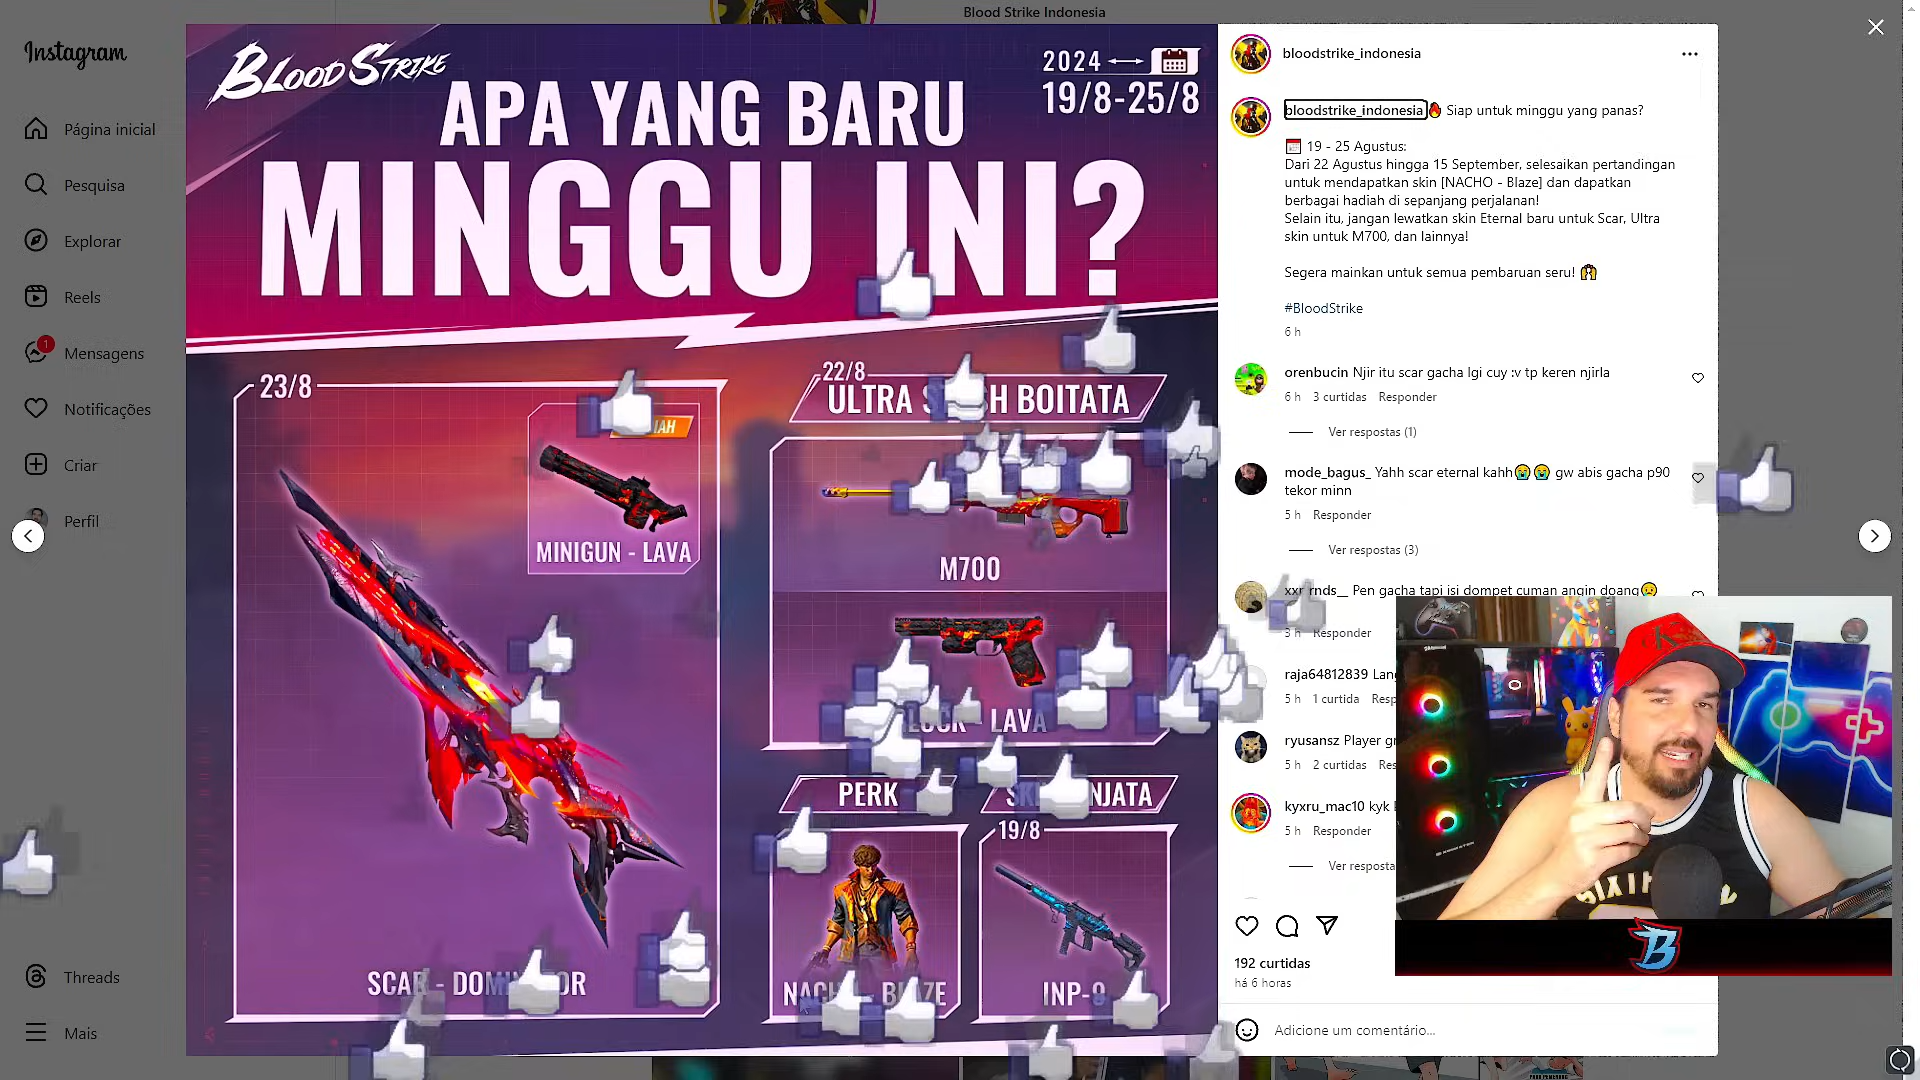 Blood Strike Indonesia
Instagram
Página inicial
Pesquisa
Explorar
Reels
1
Mensagens
Notificações
Criar
Perfil
Threads
Mais
BLOOD STRIKE
2024
19/8-25/8
APA YANG BARU
MINGGU INI?
23/8
MINIGUN - LAVA
22/8
ULTRA BOITATA
M700
LAVA
PERK
19/8
INP-9
bloodstrike_indonesia
bloodstrike_indonesia🔥 Siap untuk minggu yang panas?
📅 19 - 25 Agustus:
Dari 22 Agustus hingga 15 September, selesaikan pertandingan
untuk mendapatkan skin [NACHO - Blaze] dan dapatkan
berbagai hadiah di sepanjang perjalanan!
Selain itu, jangan lewatkan skin Eternal baru untuk Scar, Ultra
skin untuk M700, dan lainnya!
Segera mainkan untuk semua pembaruan seru! 🙌
#BloodStrike
6 h
orenbucin Njir itu scar gacha lgi cuy :v tp keren njirla
6 h 3 curtidas Responder
Ver respostas (1)
mode_bagus_ Yahh scar eternal kahh😭😭 gw abis gacha p90
tekor minn
5 h Responder
Ver respostas (3)
Pen gacha tapi isi dompet cuman angin doang😥
3 h Responder
raja64812839
5 h 1 curtida
ryusansz Player
5 h 2 curtidas
kyxru_mac10 kyk
5 h Responder
Ver
192 curtidas
há 6 horas
Adicione um comentário...